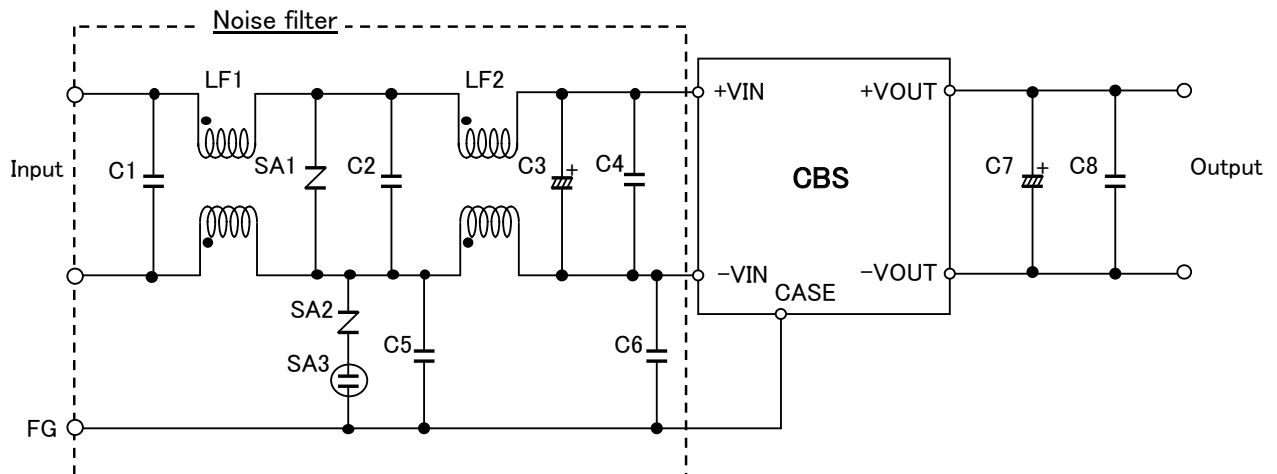 Noise filter
LF1
LF2
+VIN
+VOUT
Input
C1
SA1
C2
C3
+
C4
CBS
C7
+
C8
Output
-VIN
-VOUT
CASE
SA2
SA3
C5
C6
FG